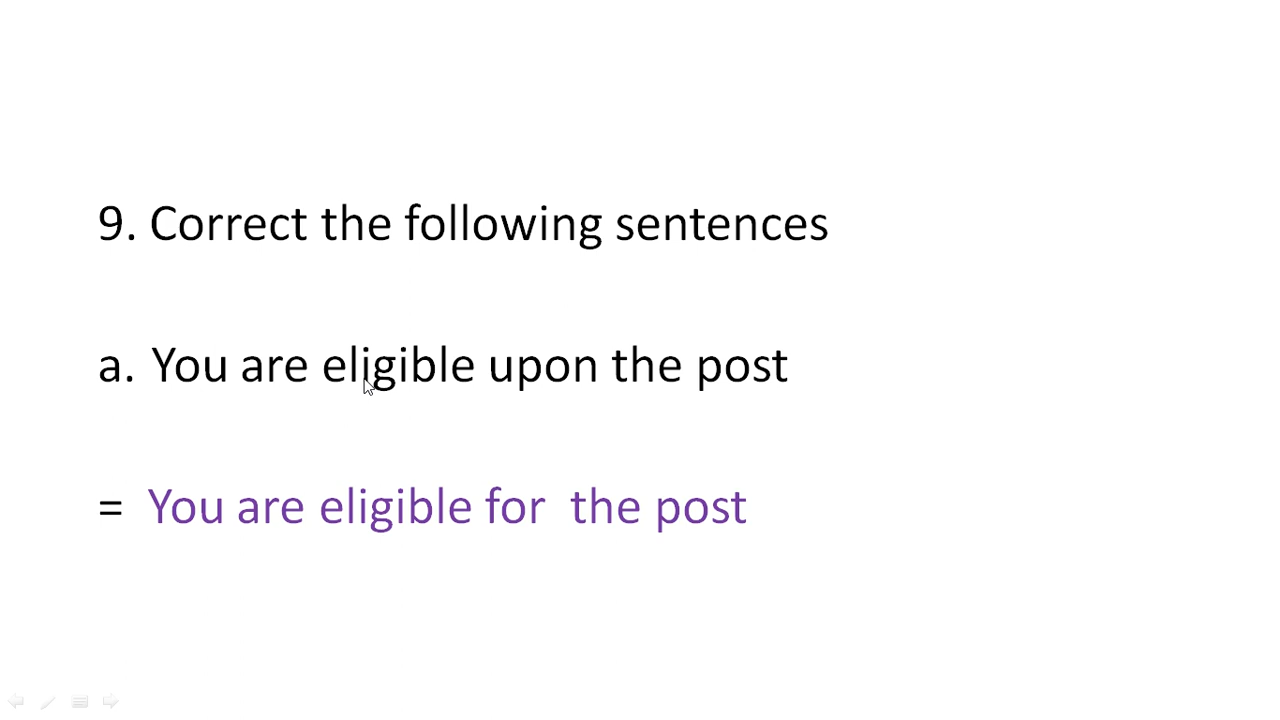 9. Correct the following sentences
a. You are eligible upon the post
= You are eligible for the post